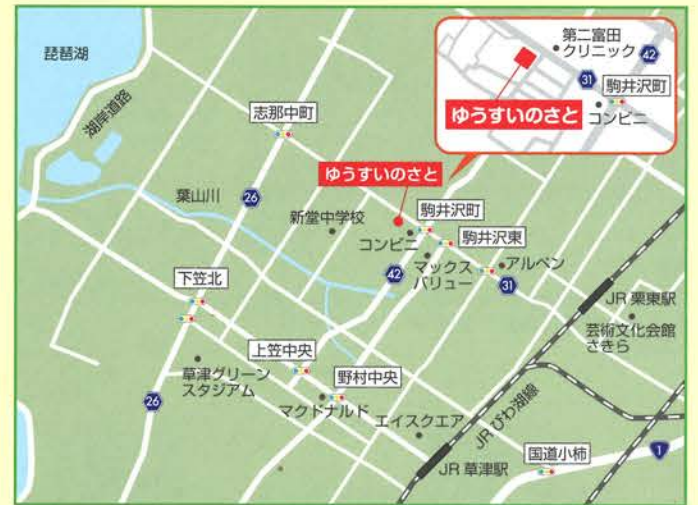 琵琶湖
湖岸道路
志那中町
第二富田
クリニック
42
31
駒井沢町
ゆうすいのさと
コンビニ
ゆうすいのさと
葉山川
26
新堂中学校
駒井沢町
コンビニ
駒井沢東
42
マックス
バリュー
アルペン
31
下笠北
JR 栗東駅
芸術文化会館
さきら
上笠中央
草津グリーン
スタジアム
野村中央
26
マクドナルド
エイスクエア
JR びわ湖線
JR 草津駅
国道小柿
1